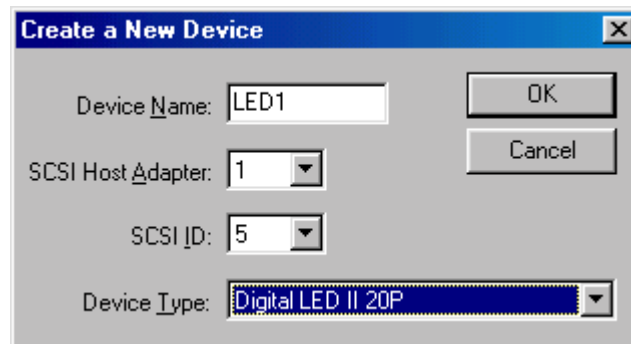 Create a New Device
Device Name: LED1
OK
SCSI Host Adapter: 1
Cancel
SCSI ID: 5
Device Type: Digital LED II 20P